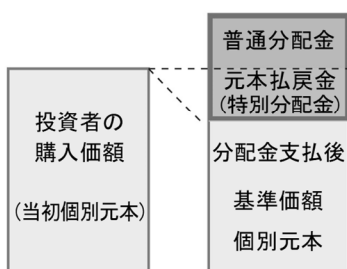 投資者の
購入価額
(当初個別元本)
普通分配金
元本払戻金
(特別分配金)
分配金支払後
基準価額
個別元本